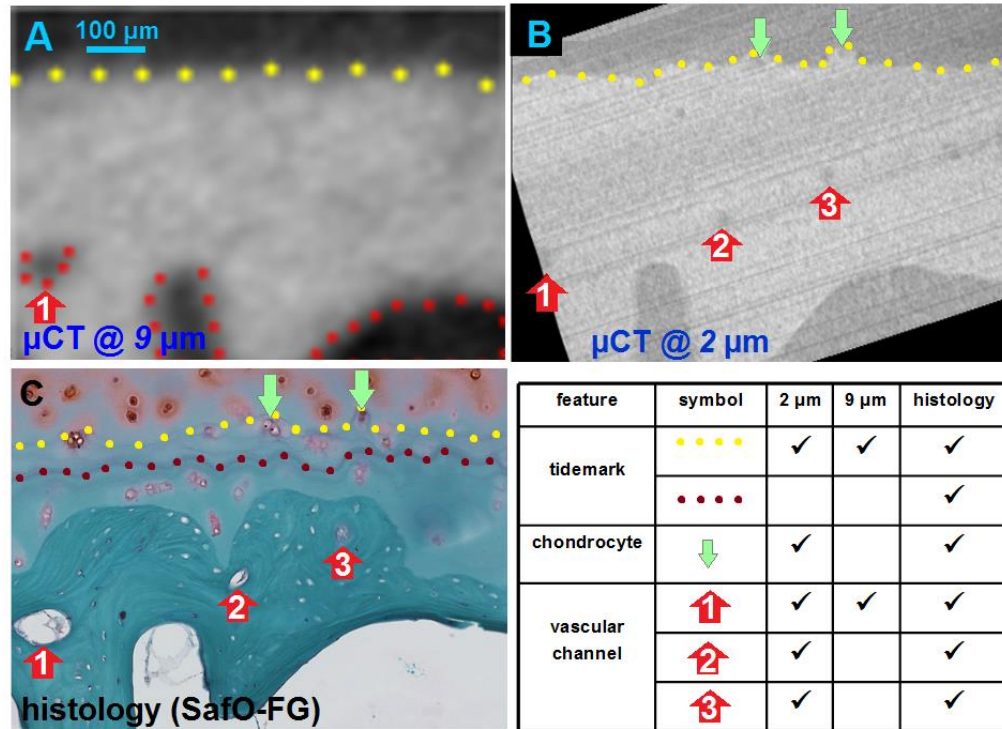 A
100 µm
1
µCT @ 9 µm
B
1
2
3
µCT @ 2 µm
C
1
2
3
histology (SafO-FG)
feature symbol 2 µm 9 µm histology
tidemark ✓ ✓ ✓
✓
chondrocyte ✓ ✓
vascular channel
1 ✓ ✓ ✓
2 ✓ ✓
3 ✓ ✓